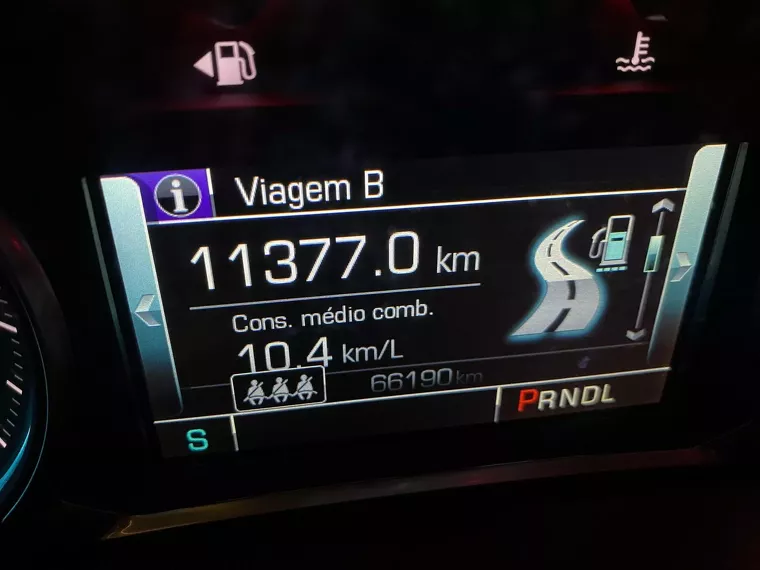 Viagem B
11377.0 km
Cons. médio comb.
10.4 km/L
66190 km
PRNDL
S